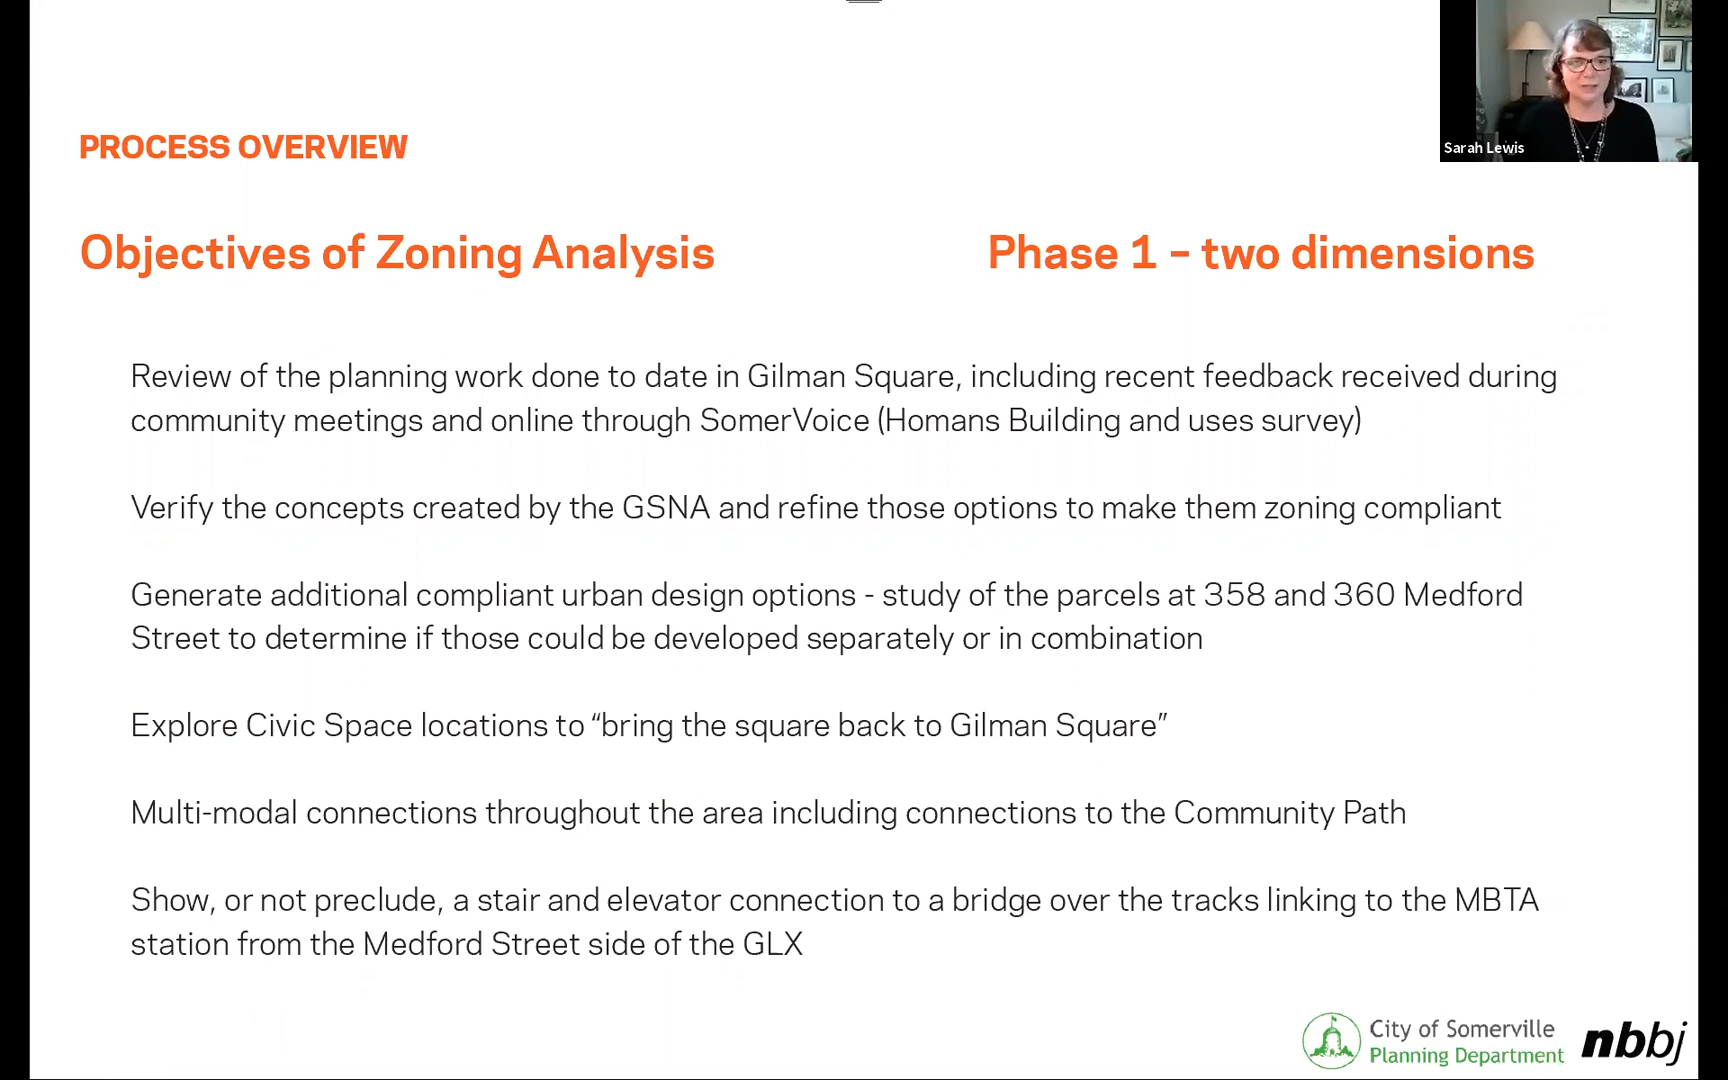 Sarah Lewis
PROCESS OVERVIEW
Objectives of Zoning Analysis
Phase 1 – two dimensions
Review of the planning work done to date in Gilman Square, including recent feedback received during
community meetings and online through SomerVoice (Homans Building and uses survey)
Verify the concepts created by the GSNA and refine those options to make them zoning compliant
Generate additional compliant urban design options - study of the parcels at 358 and 360 Medford
Street to determine if those could be developed separately or in combination
Explore Civic Space locations to “bring the square back to Gilman Square”
Multi-modal connections throughout the area including connections to the Community Path
Show, or not preclude, a stair and elevator connection to a bridge over the tracks linking to the MBTA
station from the Medford Street side of the GLX
City of Somerville
Planning Department
nbbj